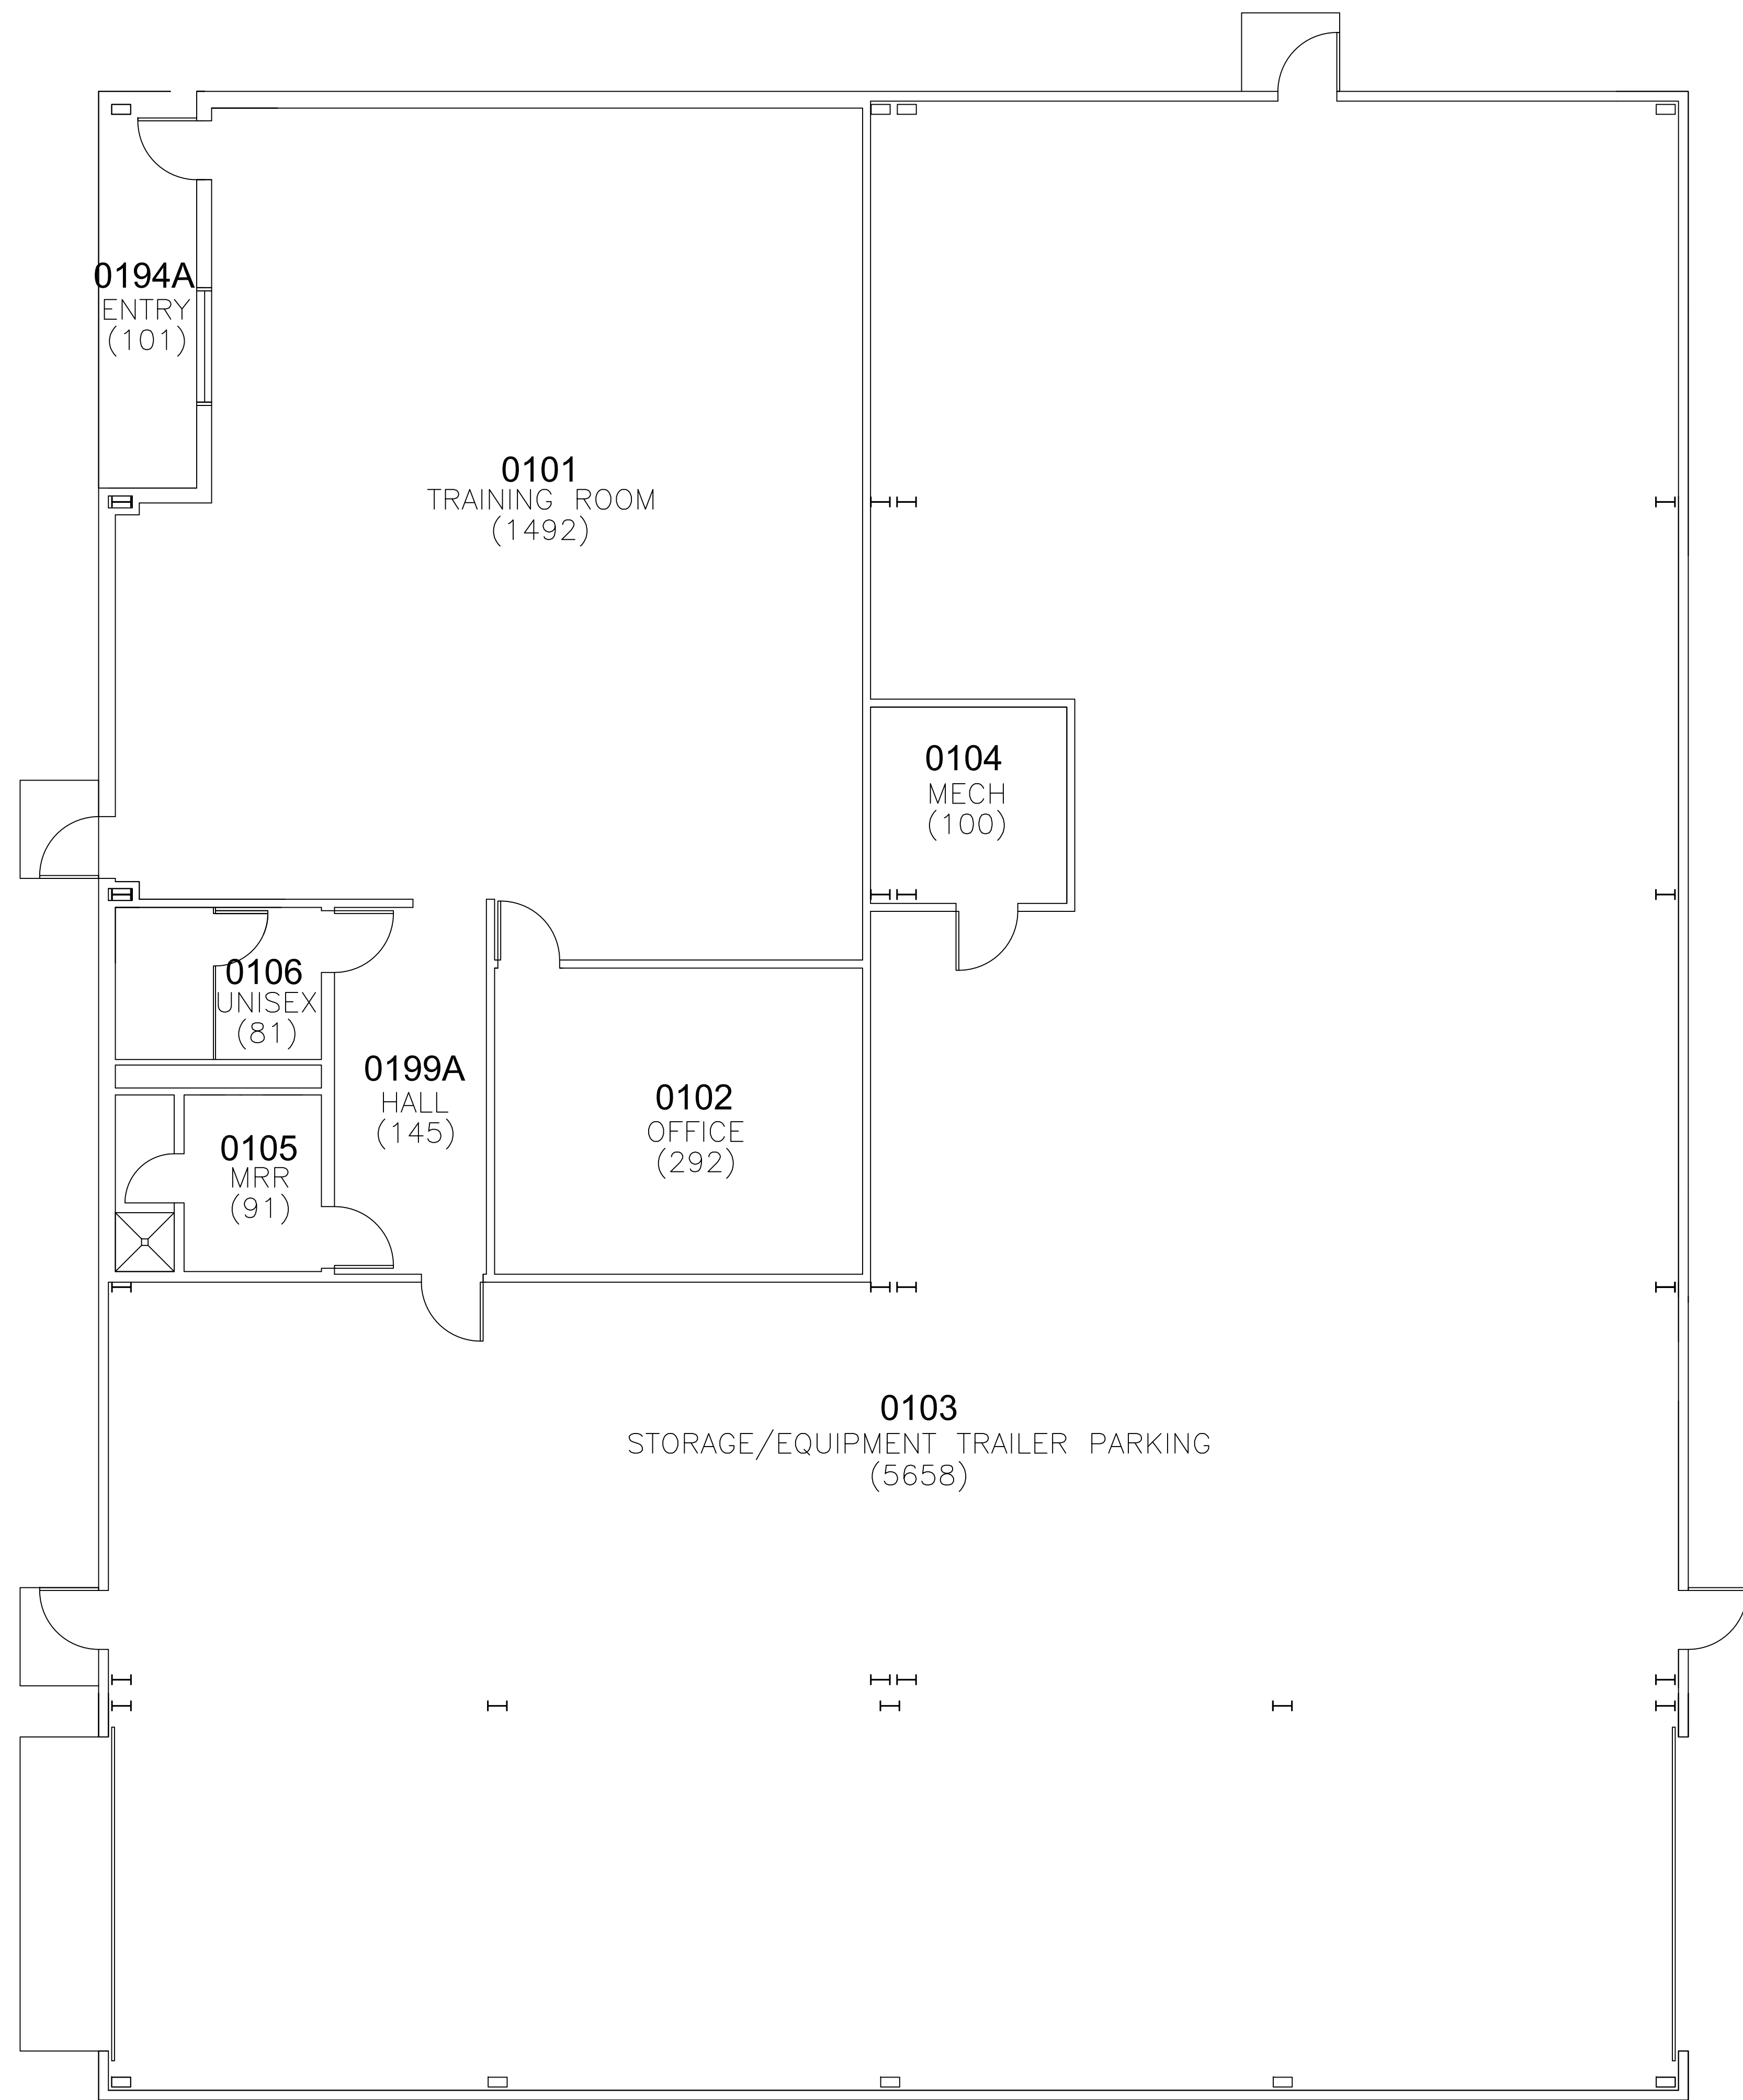 0194A
ENTRY
(101)
0101
TRAINING ROOM
(1492)
0104
MECH
(100)
0106
UNISEX
(81)
0199A
HALL
(145)
0102
OFFICE
(292)
0105
MRR
(91)
0103
STORAGE/EQUIPMENT TRAILER PARKING
(5658)